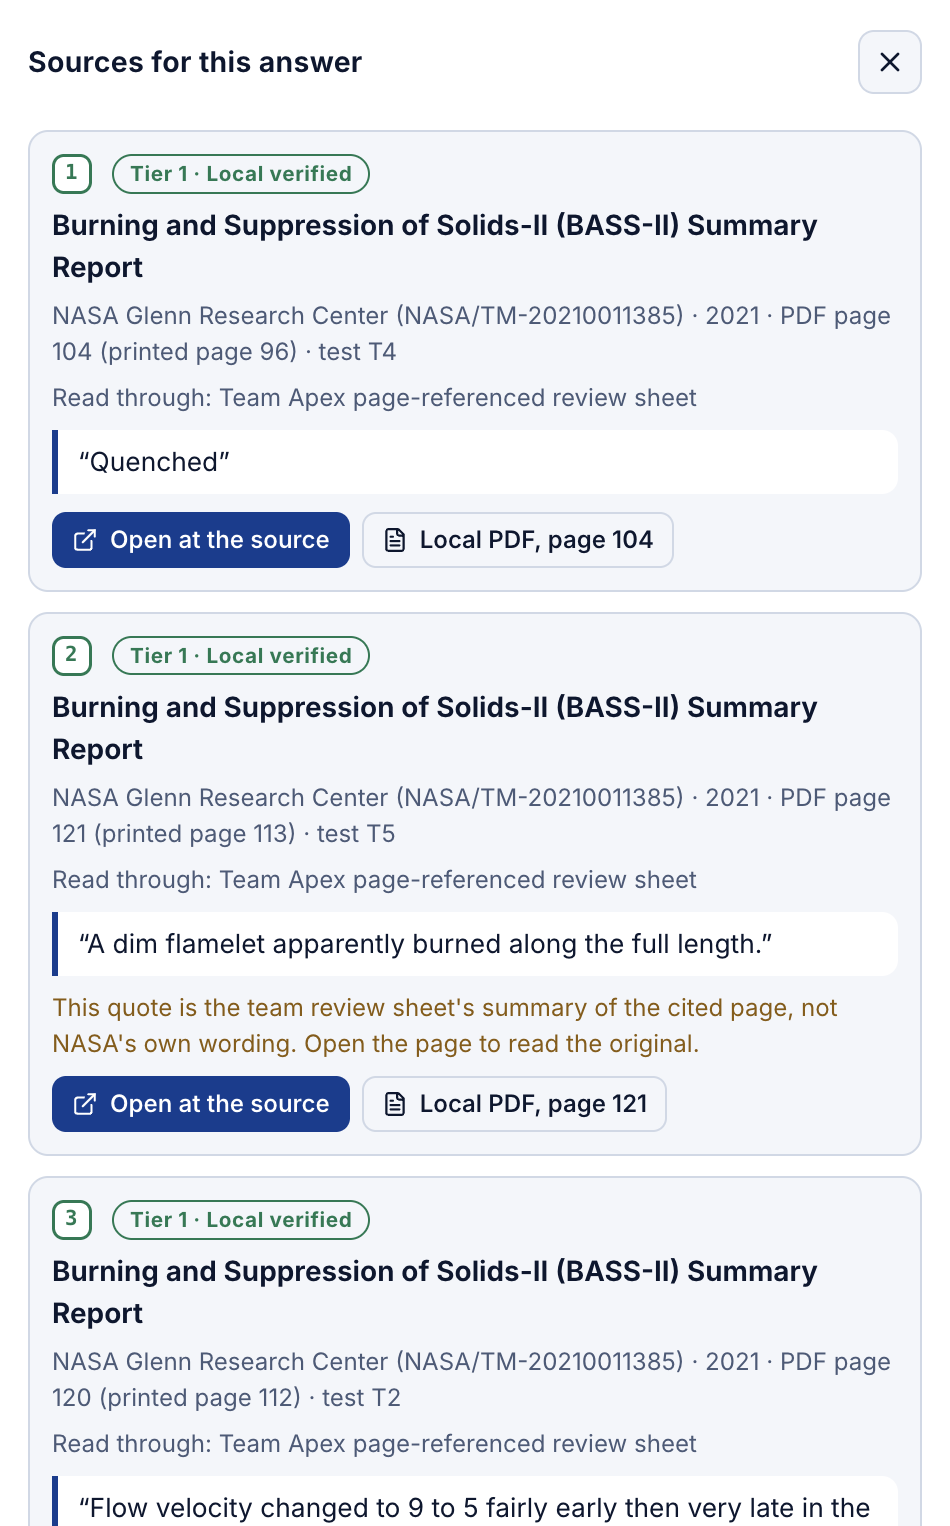 Sources for this answer
1 Tier 1 · Local verified
Burning and Suppression of Solids-II (BASS-II) Summary
Report
NASA Glenn Research Center (NASA/TM-20210011385) · 2021 · PDF page
104 (printed page 96) · test T4
Read through: Team Apex page-referenced review sheet
“Quenched”
Open at the source Local PDF, page 104
2 Tier 1 · Local verified
Burning and Suppression of Solids-II (BASS-II) Summary
Report
NASA Glenn Research Center (NASA/TM-20210011385) · 2021 · PDF page
121 (printed page 113) · test T5
Read through: Team Apex page-referenced review sheet
“A dim flamelet apparently burned along the full length.”
This quote is the team review sheet's summary of the cited page, not
NASA's own wording. Open the page to read the original.
Open at the source Local PDF, page 121
3 Tier 1 · Local verified
Burning and Suppression of Solids-II (BASS-II) Summary
Report
NASA Glenn Research Center (NASA/TM-20210011385) · 2021 · PDF page
120 (printed page 112) · test T2
Read through: Team Apex page-referenced review sheet
“Flow velocity changed to 9 to 5 fairly early then very late in the